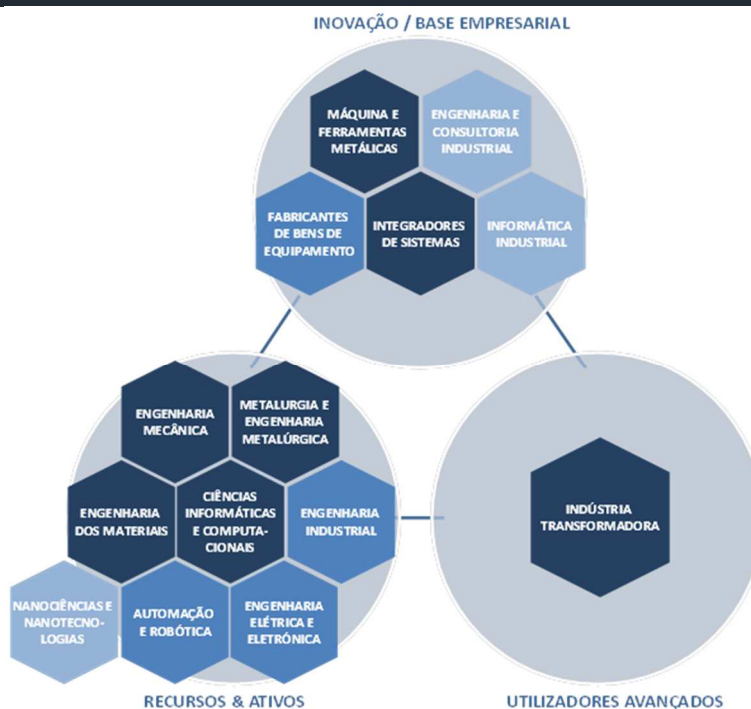 INOVAÇÃO / BASE EMPRESARIAL
MÁQUINA E
FERRAMENTAS
METÁLICAS
ENGENHARIA E
CONSULTORIA
INDUSTRIAL
FABRICANTES
DE BENS DE
EQUIPAMENTO
INTEGRADORES
DE SISTEMAS
INFORMÁTICA
INDUSTRIAL
ENGENHARIA
MECÂNICA
METALURGIA E
ENGENHARIA
METALÚRGICA
ENGENHARIA
DOS MATERIAIS
CIÊNCIAS
INFORMÁTICAS
E COMPUTA-
CIONAIS
ENGENHARIA
INDUSTRIAL
NANOCIÊNCIAS E
NANOTECNO-
LOGIAS
AUTOMAÇÃO
E ROBÓTICA
ENGENHARIA
ELÉTRICA E
ELETRÓNICA
INDÚSTRIA
TRANSFORMADORA
RECURSOS & ATIVOS
UTILIZADORES AVANÇADOS